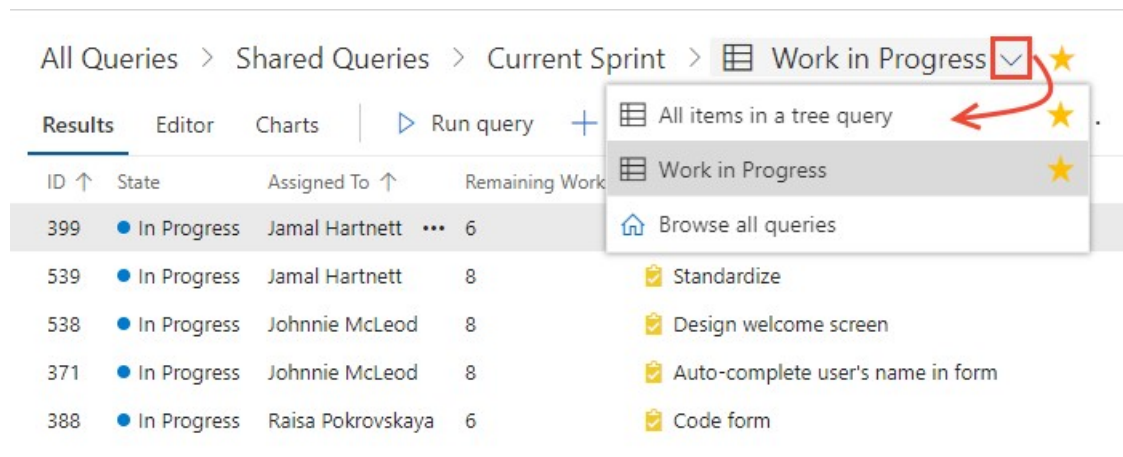 All Queries > Shared Queries > Current Sprint > Work in Progress
Results Editor Charts Run query
All items in a tree query
Work in Progress
Browse all queries
ID ↑ State Assigned To ↑ Remaining Work
399 In Progress Jamal Hartnett ••• 6
539 In Progress Jamal Hartnett 8 Standardize
538 In Progress Johnnie McLeod 8 Design welcome screen
371 In Progress Johnnie McLeod 8 Auto-complete user's name in form
388 In Progress Raisa Pokrovskaya 6 Code form